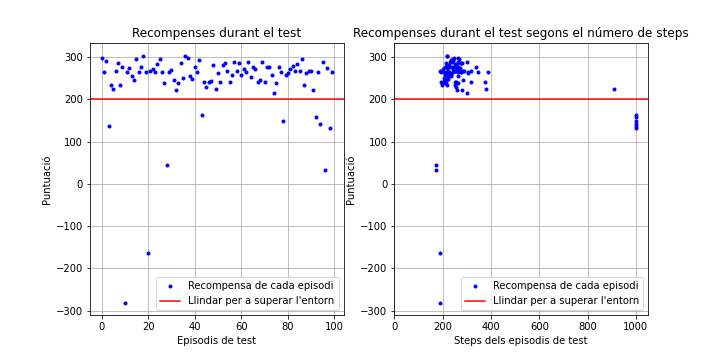 Recompenses durant el test
Puntuació
300
200
100
0
−100
−200
−300
0
20
40
60
80
100
Episodis de test
Recompensa de cada episodi
Llindar per a superar l'entorn
Recompenses durant el test segons el número de steps
Puntuació
300
200
100
0
−100
−200
−300
0
200
400
600
800
1000
Steps dels episodis de test
Recompensa de cada episodi
Llindar per a superar l'entorn